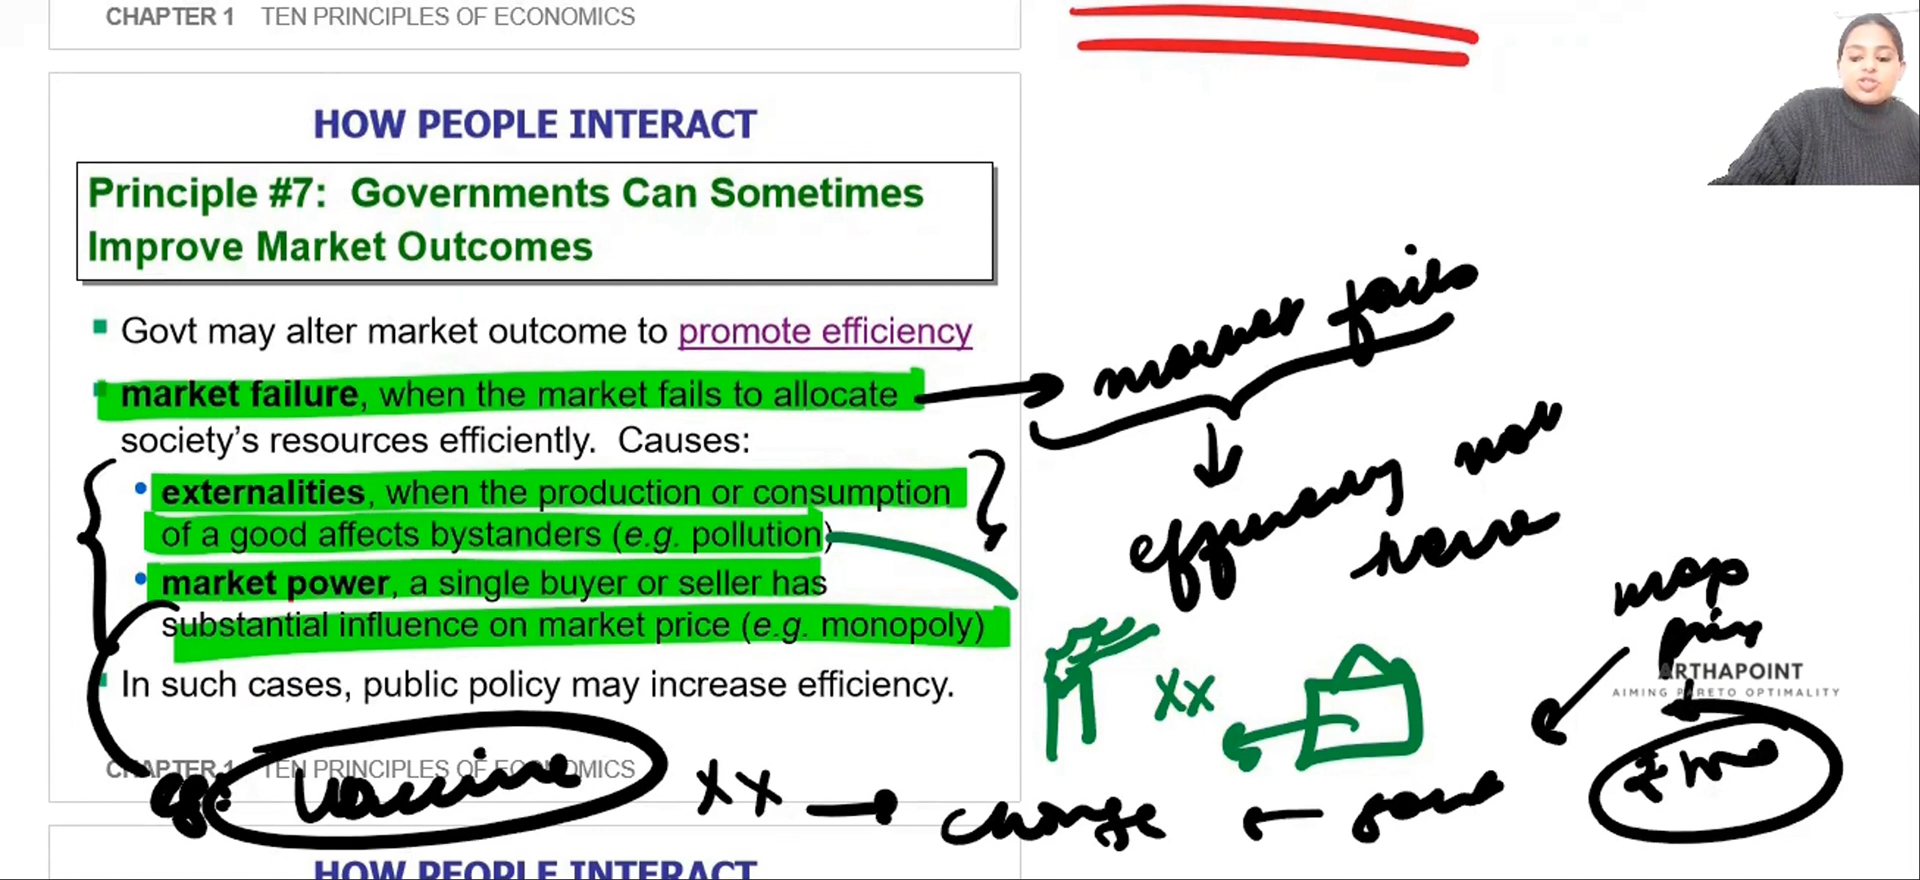 CHAPTER 1 TEN PRINCIPLES OF ECONOMICS
HOW PEOPLE INTERACT
Principle #7: Governments Can Sometimes
Improve Market Outcomes
Govt may alter market outcome to promote efficiency
market failure, when the market fails to allocate
society's resources efficiently. Causes:
• externalities, when the production or consumption
of a good affects bystanders (e.g. pollution)
• market power, a single buyer or seller has
substantial influence on market price (e.g. monopoly)
In such cases, public policy may increase efficiency.
CHAPTER 1 TEN PRINCIPLES OF ECONOMICS
HOW PEOPLE INTERACT
market fails
efficiency not
XX
ARTHAPOINT
AIMING PARETO OPTIMALITY
eg: Vaccine XX → change ←